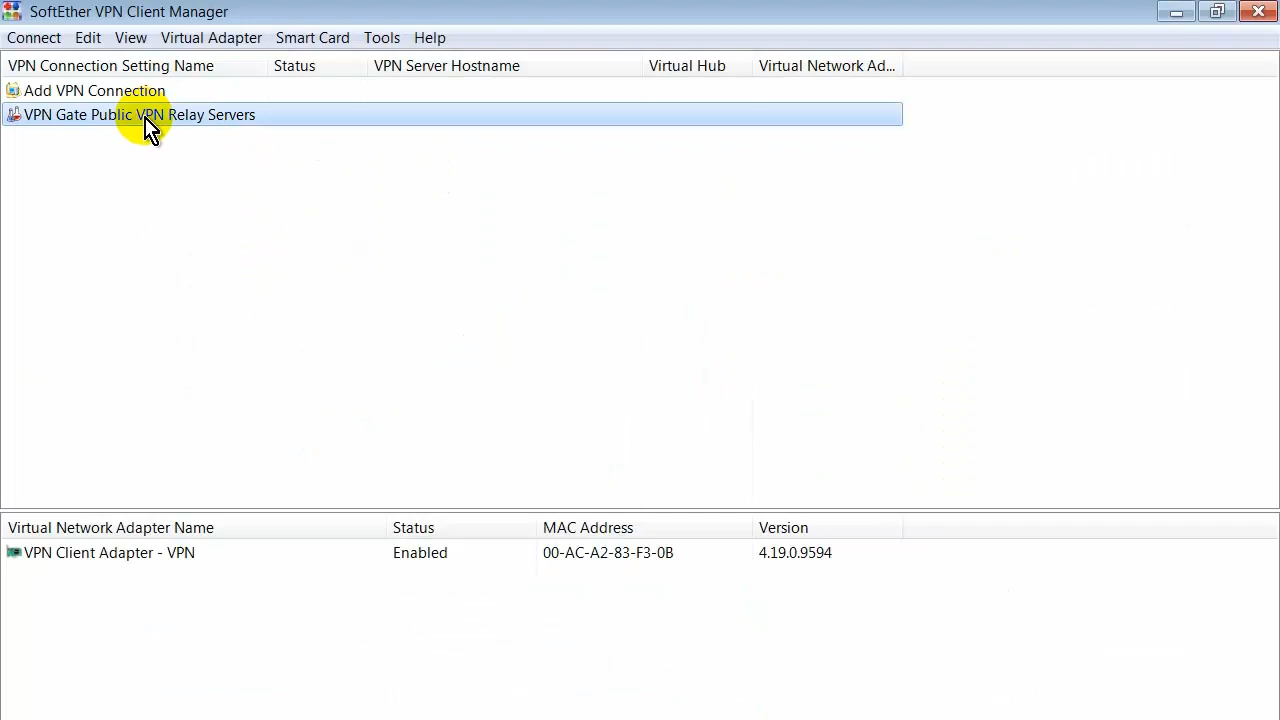 SoftEther VPN Client Manager
Connect Edit View Virtual Adapter Smart Card Tools Help
VPN Connection Setting Name Status VPN Server Hostname Virtual Hub Virtual Network Ad...
Add VPN Connection
VPN Gate Public VPN Relay Servers
Virtual Network Adapter Name Status MAC Address Version
VPN Client Adapter - VPN Enabled 00-AC-A2-83-F3-0B 4.19.0.9594